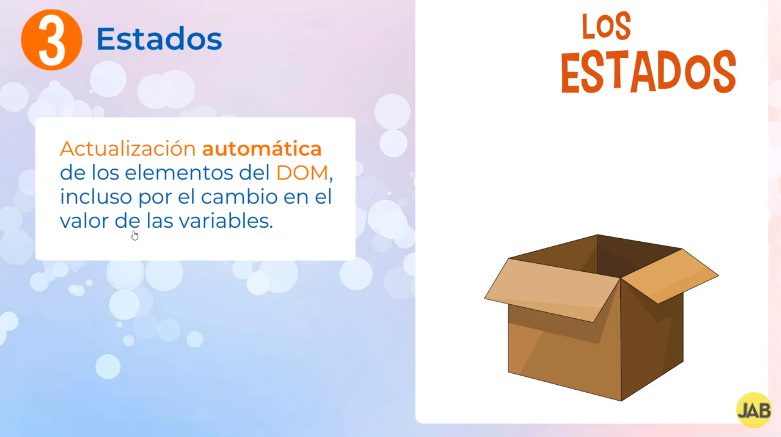 3 Estados
Actualización automática
de los elementos del DOM,
incluso por el cambio en el
valor de las variables.
LOS
ESTADOS
JAB